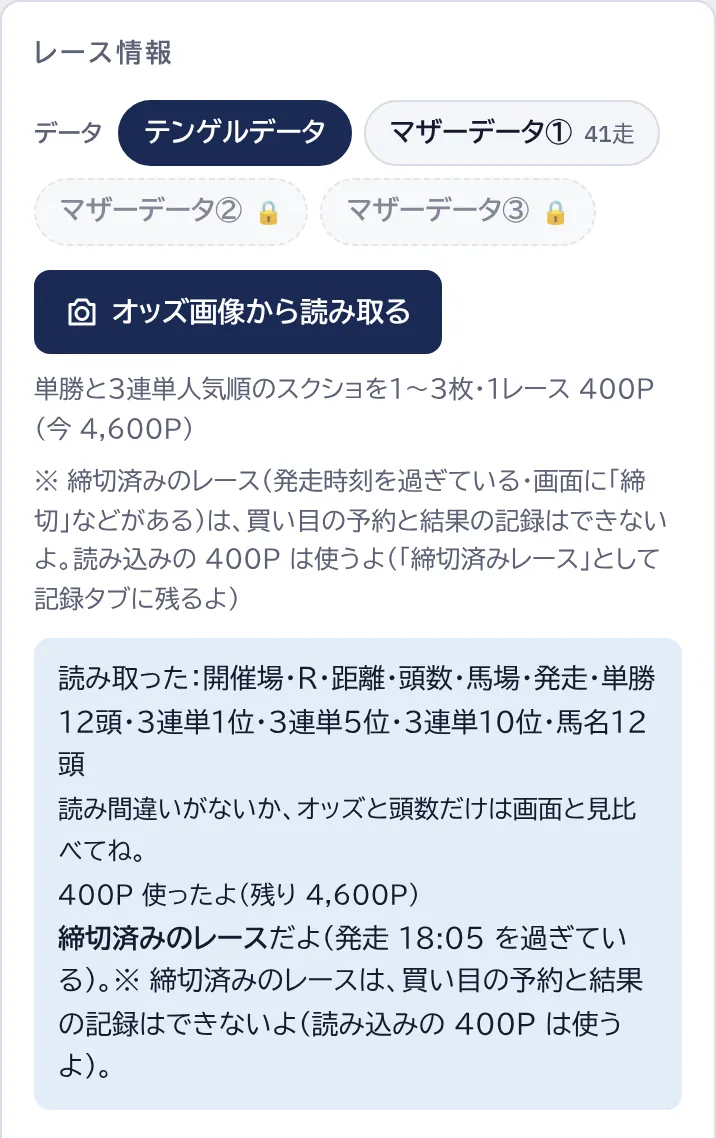 レース情報
データ テンゲルデータ マザーデータ① 41走
マザーデータ② 🔒 マザーデータ③ 🔒
オッズ画像から読み取る
単勝と3連単人気順のスクショを1〜3枚・1レース 400P
(今 4,600P)
※ 締切済みのレース(発走時刻を過ぎている・画面に「締
切」などがある)は、買い目の予約と結果の記録はできない
よ。読み込みの 400P は使うよ(「締切済みレース」として
記録タブに残るよ)
読み取った:開催場・R・距離・頭数・馬場・発走・単勝
12頭・3連単1位・3連単5位・3連単10位・馬名12
頭
読み間違いがないか、オッズと頭数だけは画面と見比
べてね。
400P 使ったよ(残り 4,600P)
締切済みのレースだよ(発走 18:05 を過ぎてい
る)。※ 締切済みのレースは、買い目の予約と結果
の記録はできないよ(読み込みの 400P は使う
よ)。